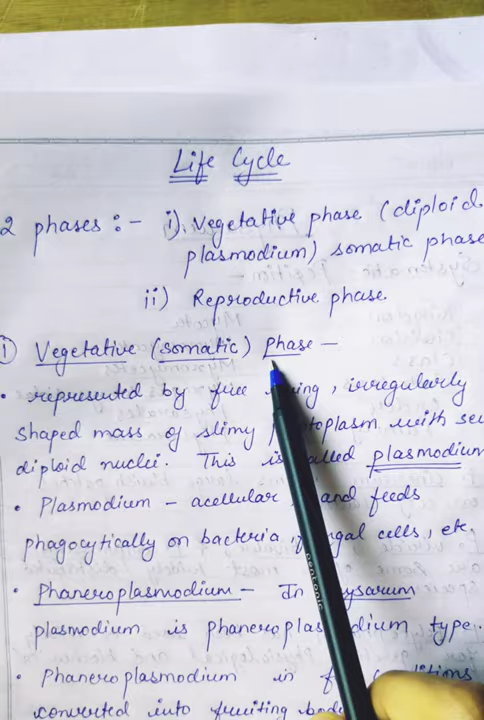 Life Cycle
2 phases :- i) Vegetative phase (diploid
plasmodium) somatic phase
ii) Reproductive phase.
① Vegetative (somatic) Phase –
• represented by free , irregularly
shaped mass of slimy with
diploid nuclei. This is called plasmodium
• Plasmodium – acellular and feeds
phagocytically on bacteria, cells, etc.
• Phaneroplasmodium – In
plasmodium is type.
• Phaneroplasmodium in
converted into fruiting
pentonic